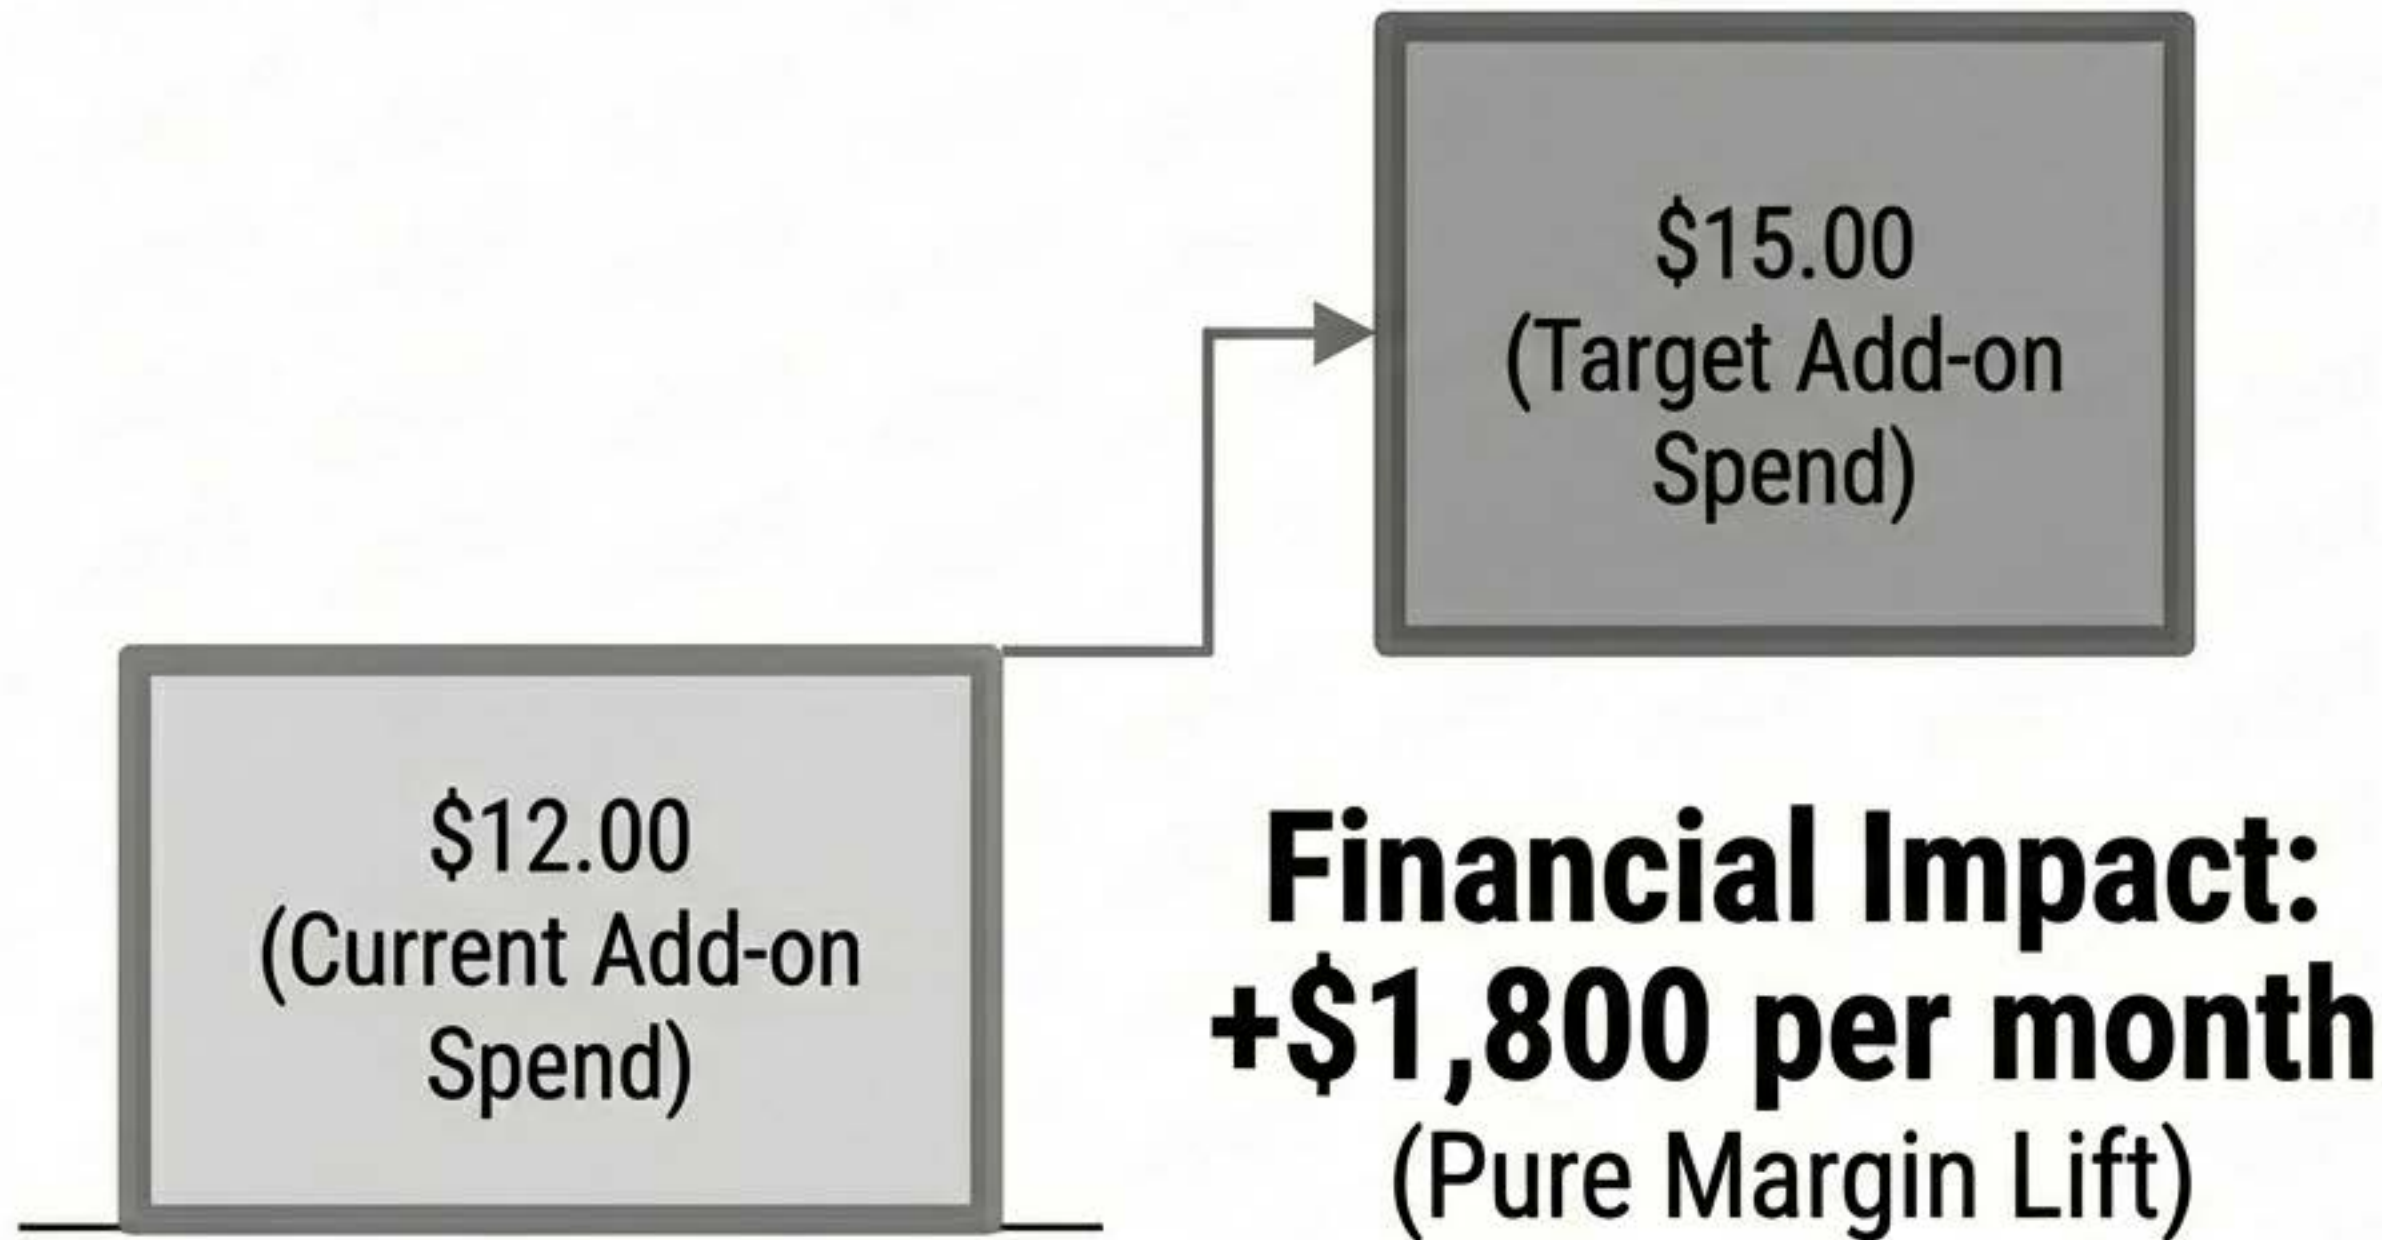 $15.00
(Target Add-on
Spend)
$12.00
(Current Add-on
Spend)
Financial Impact:
+$1,800 per month
(Pure Margin Lift)